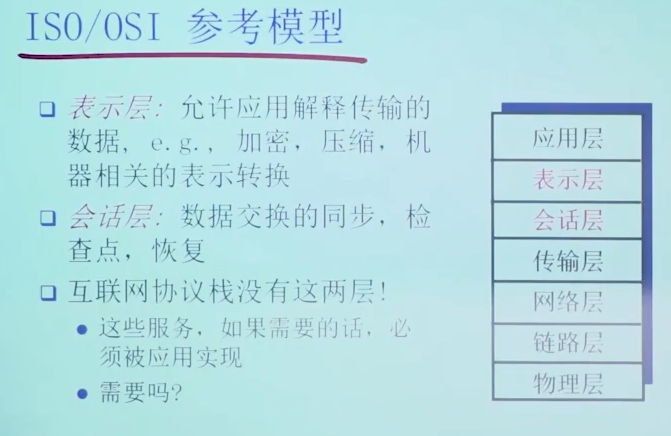 ISO/OSI 参考模型
❑ 表示层: 允许应用解释传输的
数据, e.g., 加密, 压缩, 机
器相关的表示转换
❑ 会话层: 数据交换的同步, 检
查点, 恢复
❑ 互联网协议栈没有这两层!
● 这些服务, 如果需要的话, 必
须被应用实现
● 需要吗?
应用层
表示层
会话层
传输层
网络层
链路层
物理层